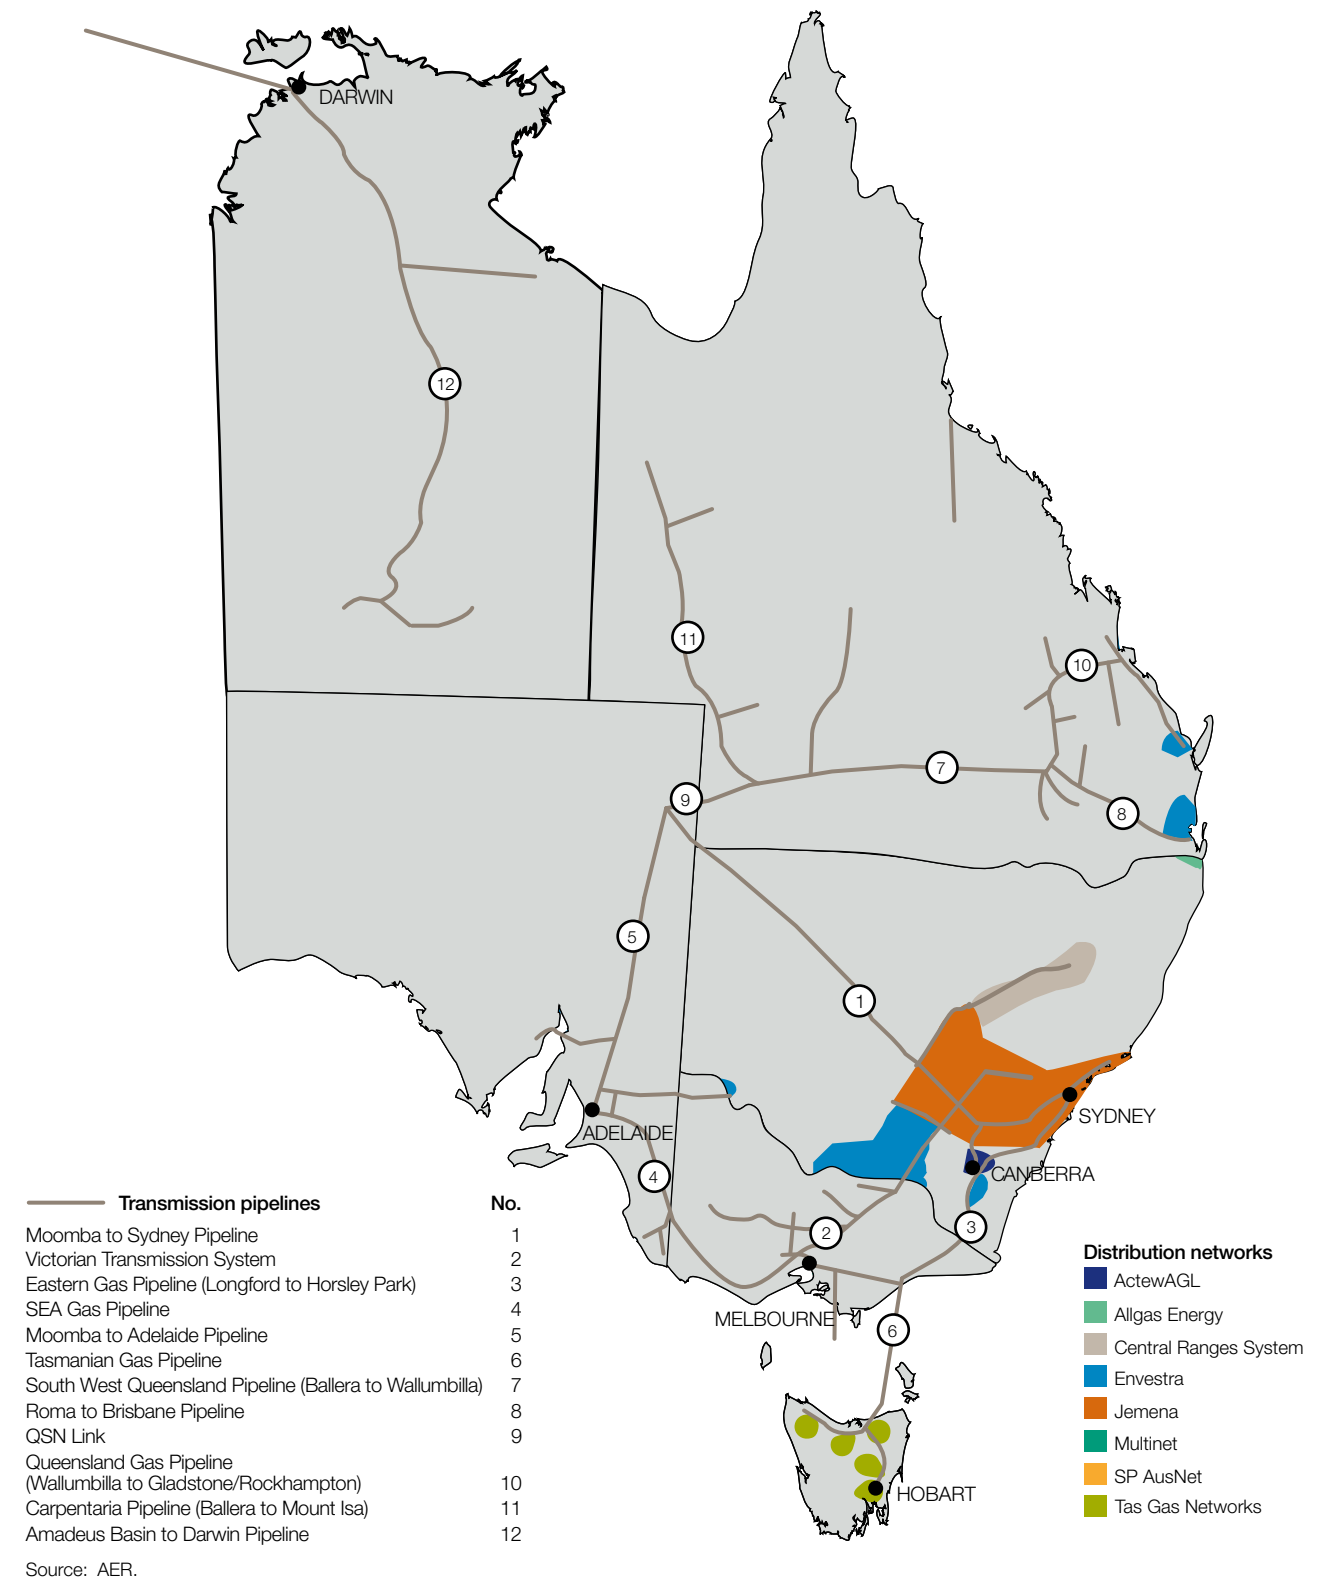 DARWIN
12
11
10
7
9
8
5
1
SYDNEY
ADELAIDE
CANBERRA
4
3
2
MELBOURNE
6
HOBART
Transmission pipelines No.
Moomba to Sydney Pipeline 1
Victorian Transmission System 2
Eastern Gas Pipeline (Longford to Horsley Park) 3
SEA Gas Pipeline 4
Moomba to Adelaide Pipeline 5
Tasmanian Gas Pipeline 6
South West Queensland Pipeline (Ballera to Wallumbilla) 7
Roma to Brisbane Pipeline 8
QSN Link 9
Queensland Gas Pipeline
(Wallumbilla to Gladstone/Rockhampton) 10
Carpentaria Pipeline (Ballera to Mount Isa) 11
Amadeus Basin to Darwin Pipeline 12
Source: AER.
Distribution networks
ActewAGL
Allgas Energy
Central Ranges System
Envestra
Jemena
Multinet
SP AusNet
Tas Gas Networks